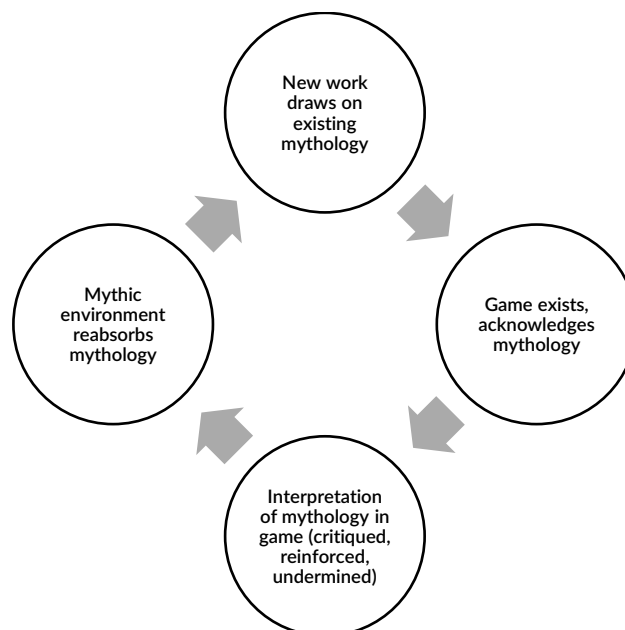 New work
draws on
existing
mythology
Game exists,
acknowledges
mythology
Interpretation
of mythology in
game (critiqued,
reinforced,
undermined)
Mythic
environment
reabsorbs
mythology